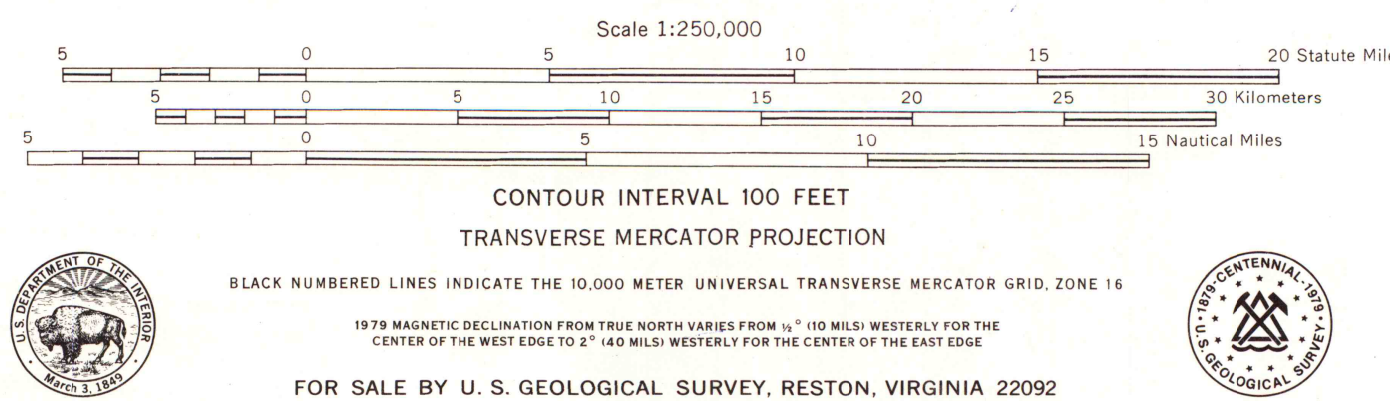 Scale 1:250,000
5 0 5 10 15 20 Statute Mile
5 0 5 10 15 20 25 30 Kilometers
5 0 5 10 15 Nautical Miles
CONTOUR INTERVAL 100 FEET
TRANSVERSE MERCATOR PROJECTION
BLACK NUMBERED LINES INDICATE THE 10,000 METER UNIVERSAL TRANSVERSE MERCATOR GRID, ZONE 16
1979 MAGNETIC DECLINATION FROM TRUE NORTH VARIES FROM ½° (10 MILS) WESTERLY FOR THE
CENTER OF THE WEST EDGE TO 2° (40 MILS) WESTERLY FOR THE CENTER OF THE EAST EDGE
FOR SALE BY U. S. GEOLOGICAL SURVEY, RESTON, VIRGINIA 22092
U.S. DEPARTMENT OF THE INTERIOR
March 3, 1849
1879·CENTENNIAL·1979
U.S. GEOLOGICAL SURVEY